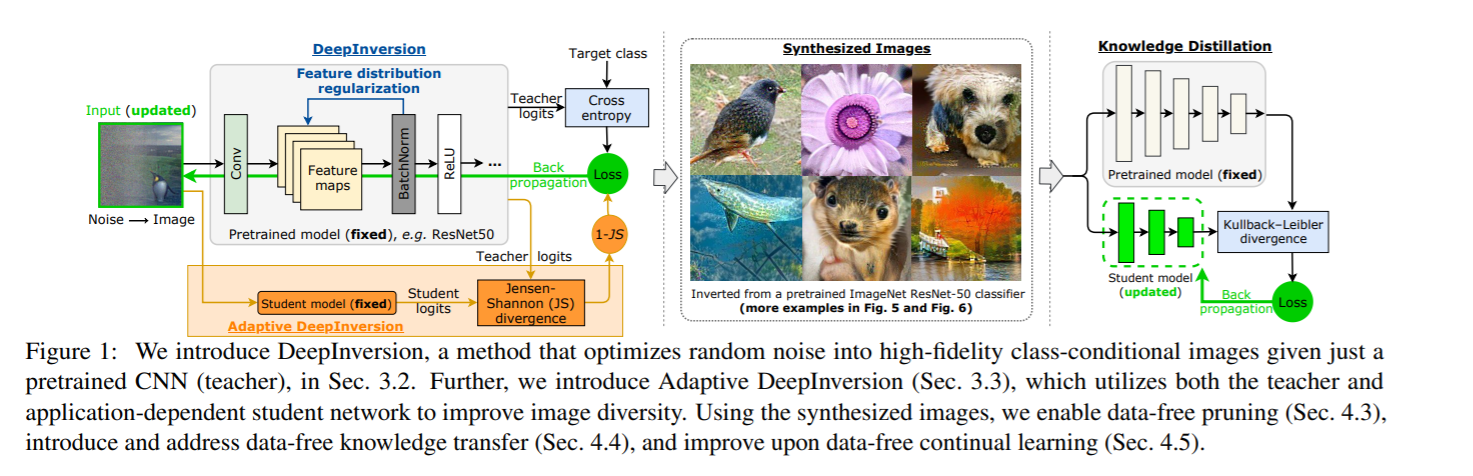 DeepInversion
Feature distribution
regularization
Input (updated)
Conv
Feature
maps
BatchNorm
ReLU
...
Noise → Image
Pretrained model (fixed), e.g. ResNet50
Target class
Teacher
logits
Cross
entropy
Back
propagation
Loss
1-JS
Teacher logits
Student model (fixed)
Student
logits
Jensen-
Shannon (JS)
divergence
Adaptive DeepInversion
Synthesized Images
Inverted from a pretrained ImageNet ResNet-50 classifier
(more examples in Fig. 5 and Fig. 6)
Knowledge Distillation
Pretrained model (fixed)
Kullback–Leibler
divergence
Student model
(updated)
Back
propagation
Loss
Figure 1: We introduce DeepInversion, a method that optimizes random noise into high-fidelity class-conditional images given just a
pretrained CNN (teacher), in Sec. 3.2. Further, we introduce Adaptive DeepInversion (Sec. 3.3), which utilizes both the teacher and
application-dependent student network to improve image diversity. Using the synthesized images, we enable data-free pruning (Sec. 4.3),
introduce and address data-free knowledge transfer (Sec. 4.4), and improve upon data-free continual learning (Sec. 4.5).